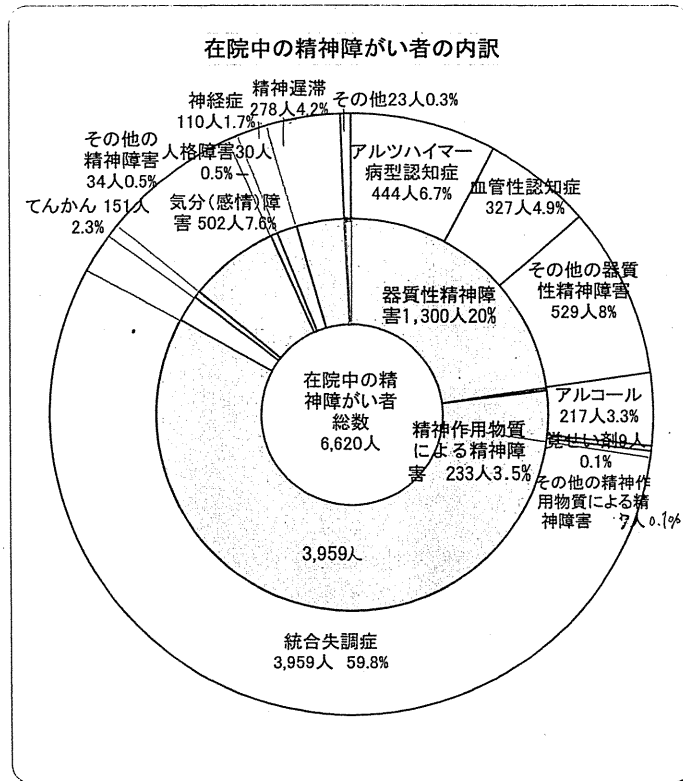 在院中の精神障がい者の内訳
精神遅滞
278人4.2%
その他23人0.3%
神経症
110人1.7%
その他の
精神障害
34人0.5%
人格障害30人
0.5%
てんかん 151人
2.3%
気分(感情)障
害 502人7.6%
アルツハイマー
病型認知症
444人6.7%
血管性認知症
327人4.9%
その他の器質
性精神障害
529人8%
器質性精神障
害1,300人20%
在院中の精
神障がい者
総数
6,620人
アルコール
217人3.3%
覚せい剤9人
0.1%
精神作用物質
による精神障
害 233人3.5%
その他の精神作
用物質による精
神障害 7人 0.1%
3,959人
統合失調症
3,959人 59.8%